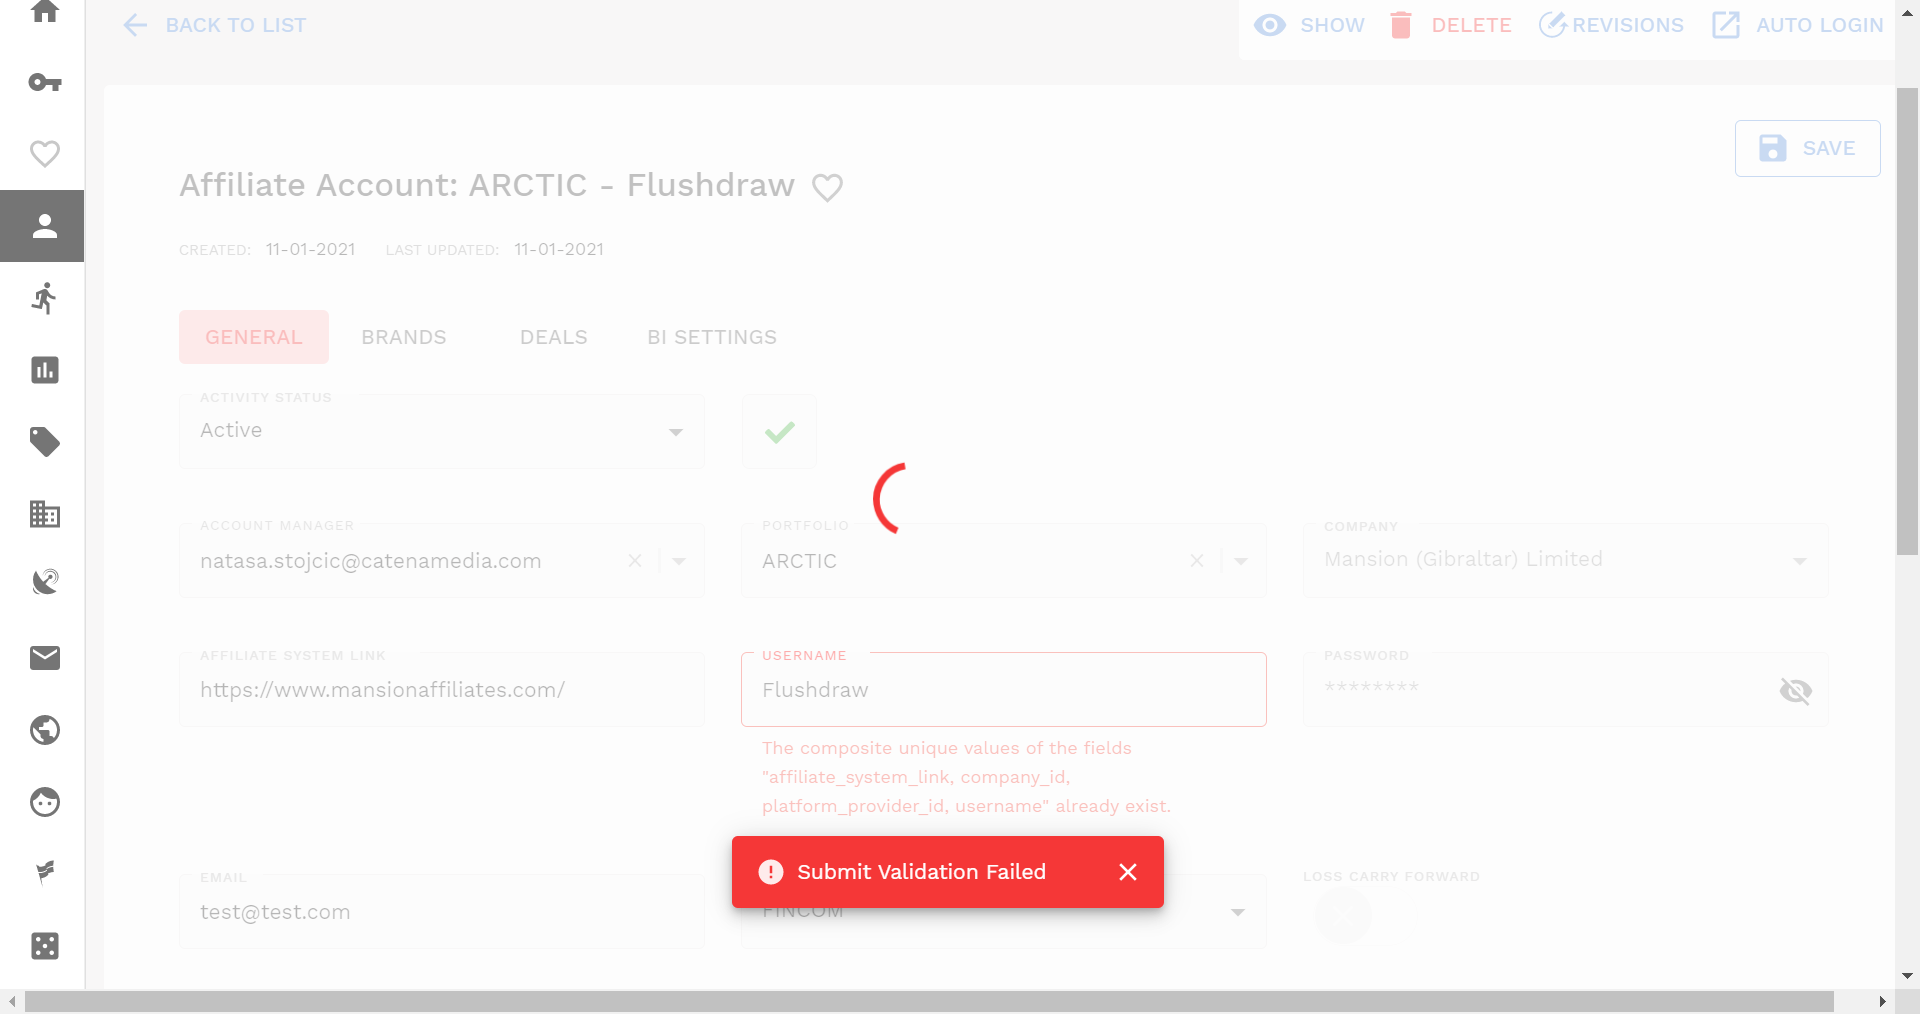 BACK TO LIST
SHOW
DELETE
REVISIONS
AUTO LOGIN
SAVE
Affiliate Account: ARCTIC - Flushdraw
CREATED: 11-01-2021 LAST UPDATED: 11-01-2021
GENERAL
BRANDS
DEALS
BI SETTINGS
ACTIVITY STATUS
Active
ACCOUNT MANAGER
natasa.stojcic@catenamedia.com
PORTFOLIO
ARCTIC
COMPANY
Mansion (Gibraltar) Limited
AFFILIATE SYSTEM LINK
https://www.mansionaffiliates.com/
USERNAME
Flushdraw
The composite unique values of the fields
"affiliate_system_link, company_id,
platform_provider_id, username" already exist.
PASSWORD
********
Submit Validation Failed
EMAIL
test@test.com
FINCOM
LOSS CARRY FORWARD